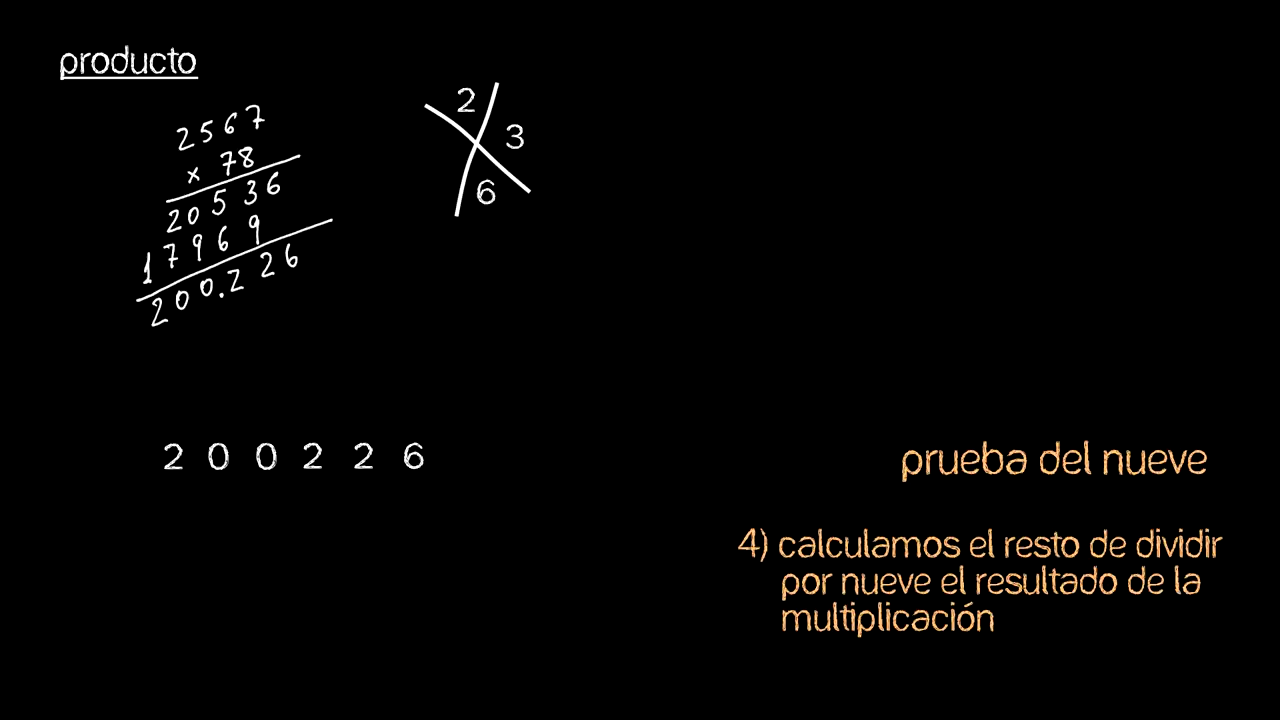 producto
2567
x 78
20536
17969
200.226
2
3
6
2 0 0 2 2 6
prueba del nueve
4) calculamos el resto de dividir
por nueve el resultado de la
multiplicación